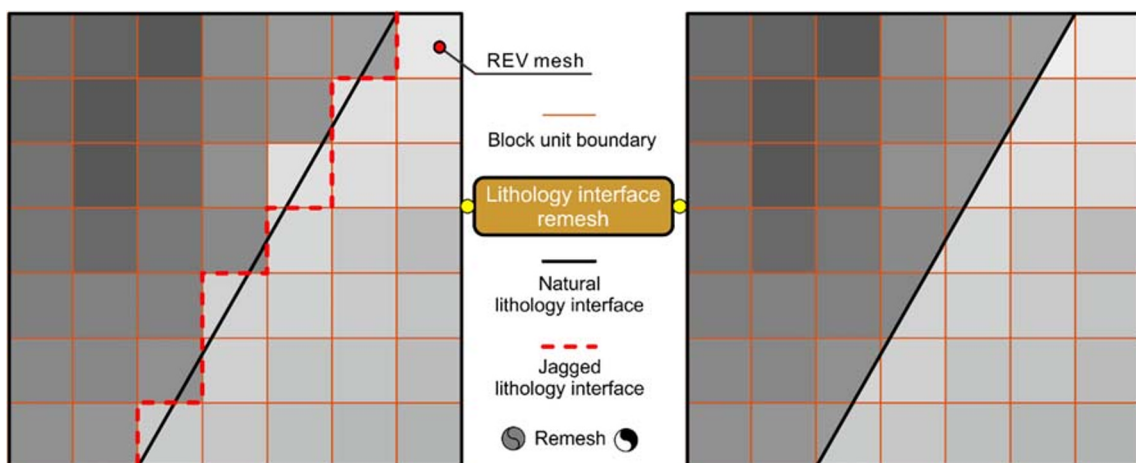 REV mesh
Block unit boundary
Lithology interface
remesh
Natural
lithology interface
Jagged
lithology interface
Remesh